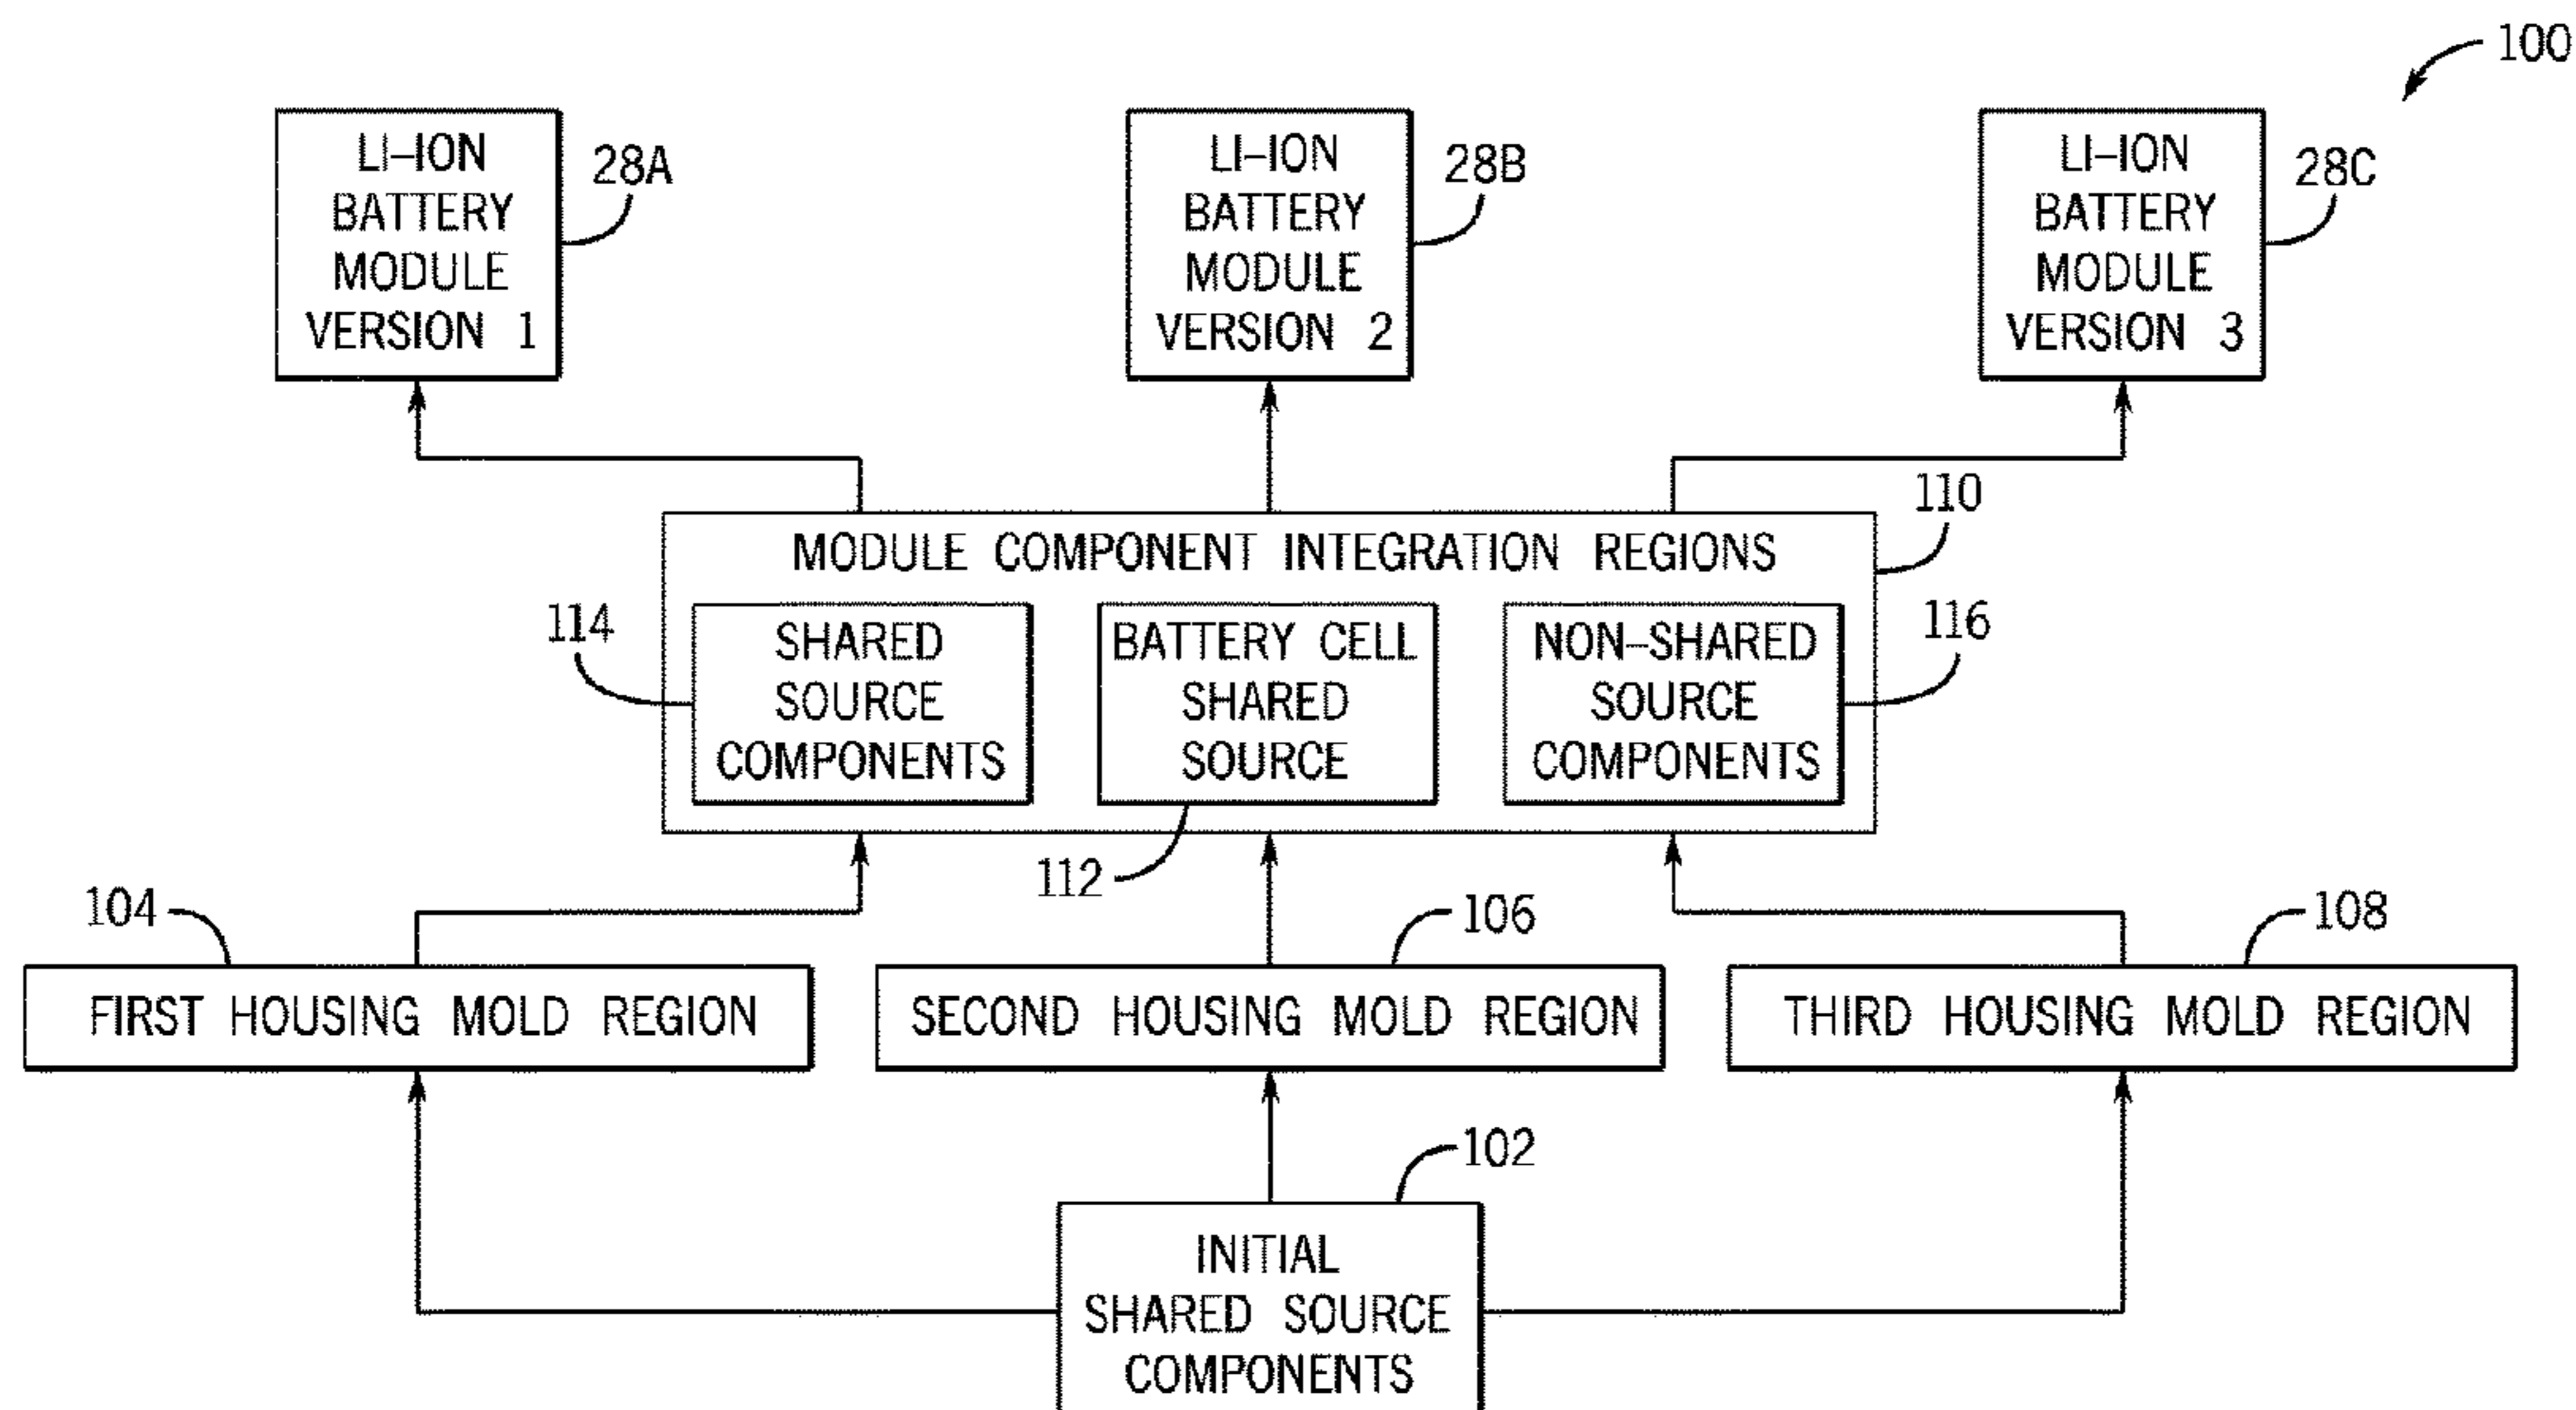 100
LI-ION
BATTERY
MODULE
VERSION 1
28A
LI-ION
BATTERY
MODULE
VERSION 2
28B
LI-ION
BATTERY
MODULE
VERSION 3
28C
110
MODULE COMPONENT INTEGRATION REGIONS
114
SHARED
SOURCE
COMPONENTS
BATTERY CELL
SHARED
SOURCE
NON-SHARED
SOURCE
COMPONENTS
116
112
104
106
108
FIRST HOUSING MOLD REGION
SECOND HOUSING MOLD REGION
THIRD HOUSING MOLD REGION
102
INITIAL
SHARED SOURCE
COMPONENTS